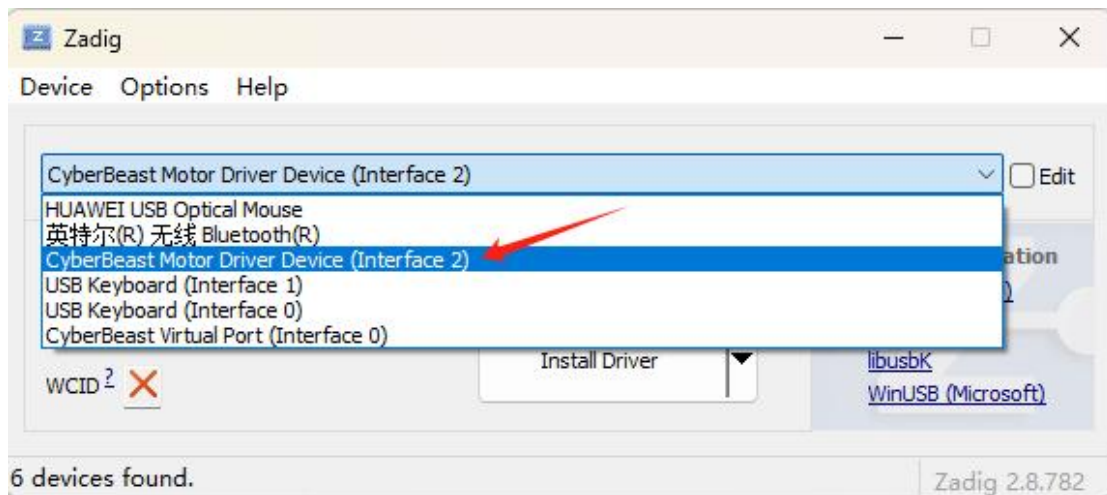 Zadig
Device Options Help
CyberBeast Motor Driver Device (Interface 2)
Edit
HUAWEI USB Optical Mouse
英特尔(R) 无线 Bluetooth(R)
CyberBeast Motor Driver Device (Interface 2)
USB Keyboard (Interface 1)
USB Keyboard (Interface 0)
CyberBeast Virtual Port (Interface 0)
Install Driver
WCID ?
libusbK
WinUSB (Microsoft)
6 devices found.
Zadig 2.8.782